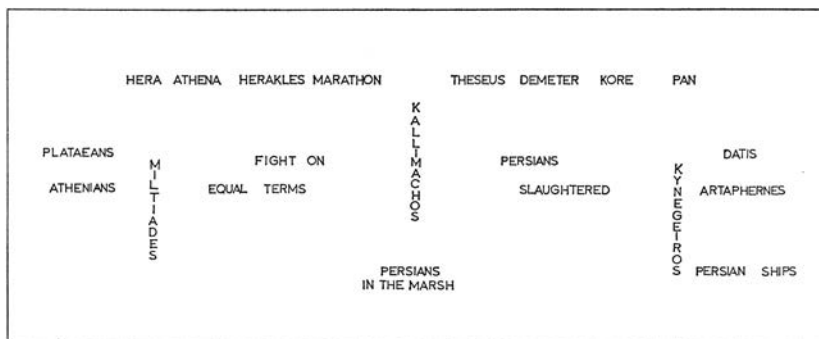 HERA ATHENA HERAKLES MARATHON THESEUS DEMETER KORE PAN
KALLIMACHOS
PLATAEANS
MILTIADES
FIGHT ON
PERSIANS
KYNEGEIROS
DATIS
ATHENIANS
EQUAL TERMS
SLAUGHTERED
ARTAPHERNES
PERSIANS
IN THE MARSH
PERSIAN SHIPS